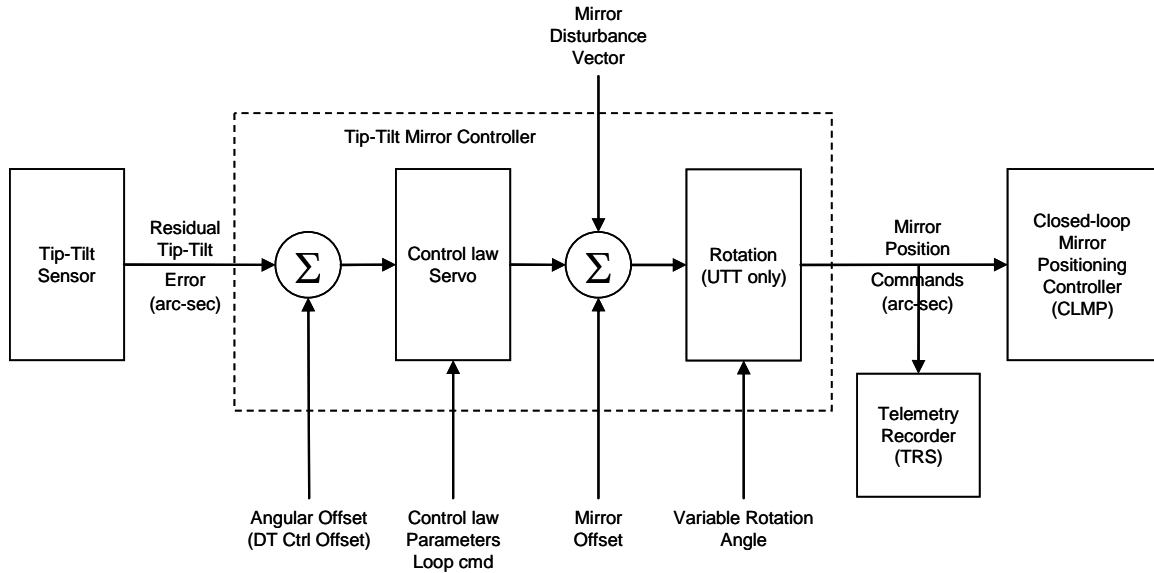 Mirror
Disturbance
Vector
Tip-Tilt Mirror Controller
Tip-Tilt
Sensor
Residual
Tip-Tilt
Error
(arc-sec)
Σ
Control law
Servo
Σ
Rotation
(UTT only)
Mirror
Position
Commands
(arc-sec)
Closed-loop
Mirror
Positioning
Controller
(CLMP)
Telemetry
Recorder
(TRS)
Angular Offset
(DT Ctrl Offset)
Control law
Parameters
Loop cmd
Mirror
Offset
Variable Rotation
Angle